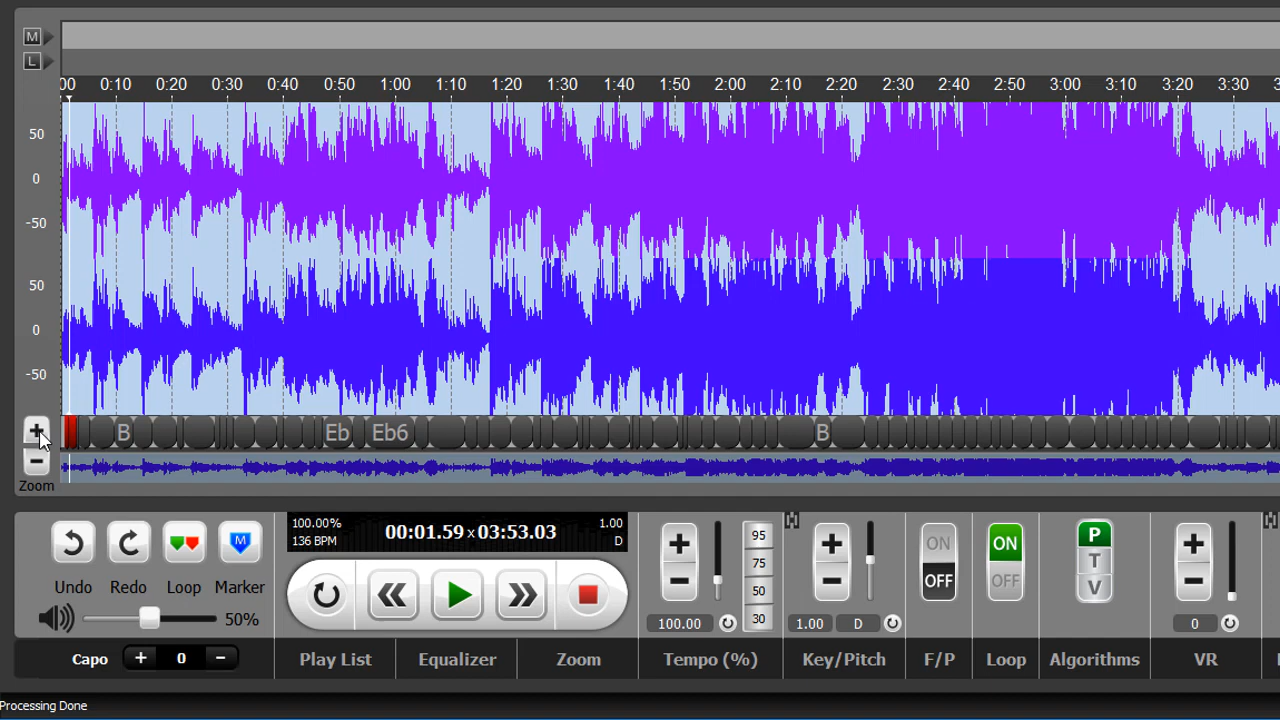 M
L
:00 0:10 0:20 0:30 0:40 0:50 1:00 1:10 1:20 1:30 1:40 1:50 2:00 2:10 2:20 2:30 2:40 2:50 3:00 3:10 3:20 3:30
50
0
-50
50
0
-50
+ B Eb Eb6 B
-
Zoom
100.00% 00:01.59 x 03:53.03 1.00
136 BPM D
M
Undo Redo Loop Marker
50%
+ + ON ON P +
- - OFF OFF T -
V
95
75
50
30
100.00 1.00 D 0
Capo + 0 - Play List Equalizer Zoom Tempo (%) Key/Pitch F/P Loop Algorithms VR
Processing Done